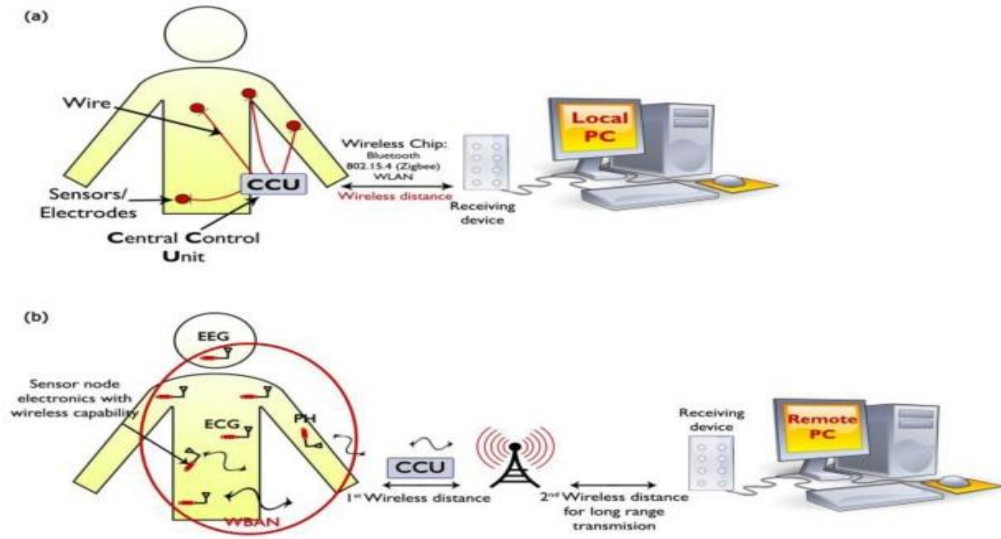 (a)
Wire
Sensors/
Electrodes
CCU
Central Control
Unit
Wireless Chip:
Bluetooth
802.15.4 (Zigbee)
WLAN
Wireless distance
Receiving
device
Local
PC
(b)
EEG
Sensor node
electronics with
wireless capability
ECG
PH
WBAN
CCU
1st Wireless distance
2nd Wireless distance
for long range
transmision
Receiving
device
Remote
PC